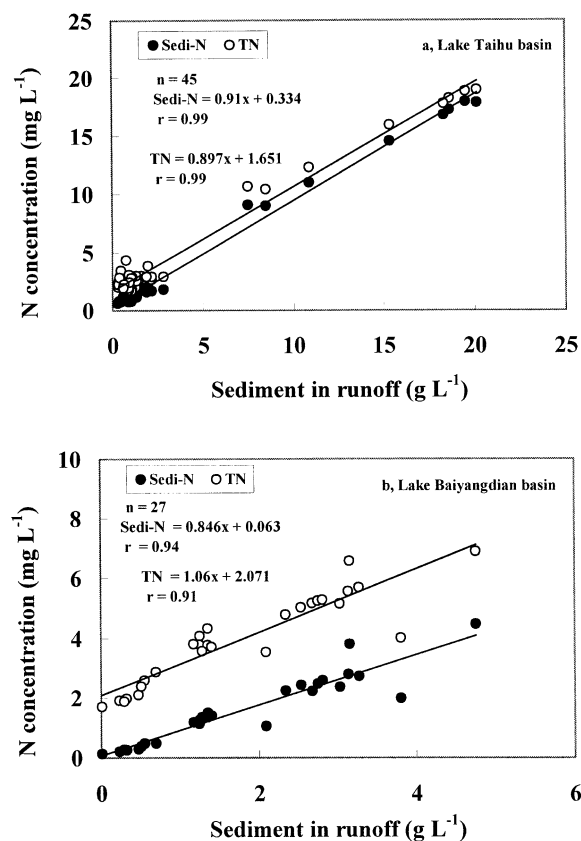 25
20
15
10
5
0
N concentration (mg L⁻¹)
● Sedi-N ○ TN
a, Lake Taihu basin
n = 45
Sedi-N = 0.91x + 0.334
r = 0.99
TN = 0.897x + 1.651
r = 0.99
0 5 10 15 20 25
Sediment in runoff (g L⁻¹)
10
8
6
4
2
0
N concentration (mg L⁻¹)
● Sedi-N ○ TN
b, Lake Baiyangdian basin
n = 27
Sedi-N = 0.846x + 0.063
r = 0.94
TN = 1.06x + 2.071
r = 0.91
0 2 4 6
Sediment in runoff (g L⁻¹)